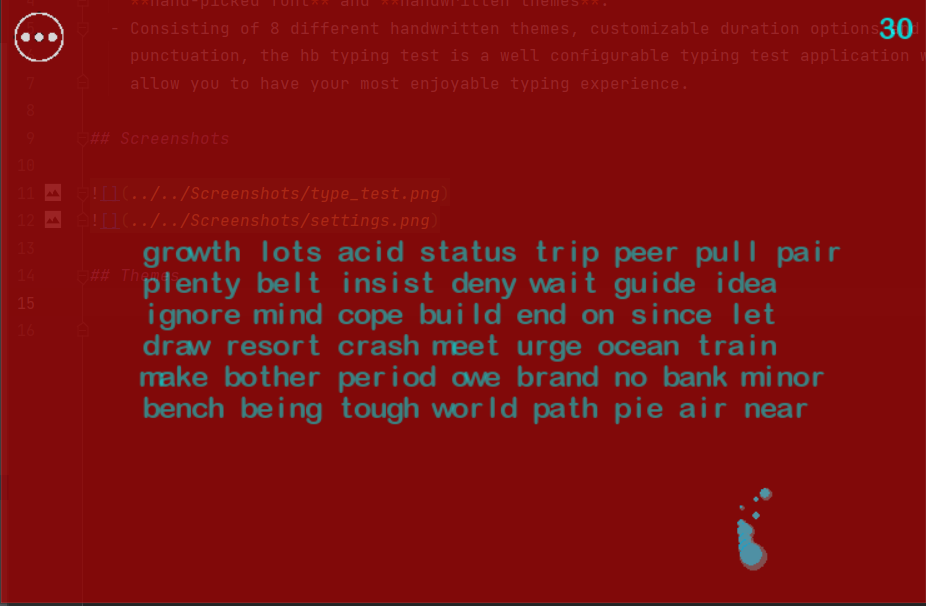 **hand-picked font** and **handwritten themes**.
30
- Consisting of 8 different handwritten themes, customizable duration options
punctuation, the hb typing test is a well configurable typing test application
7 allow you to have your most enjoyable typing experience.
8
9 ## Screenshots
10
11 ![](../../Screenshots/type_test.png)
12 ![](../../Screenshots/settings.png)
13
growth lots acid status trip peer pull pair
14 ## Themes
plenty belt insist deny wait guide idea
15
ignore mind cope build end on since let
16
draw resort crash meet urge ocean train
make bother period owe brand no bank minor
bench being tough world path pie air near